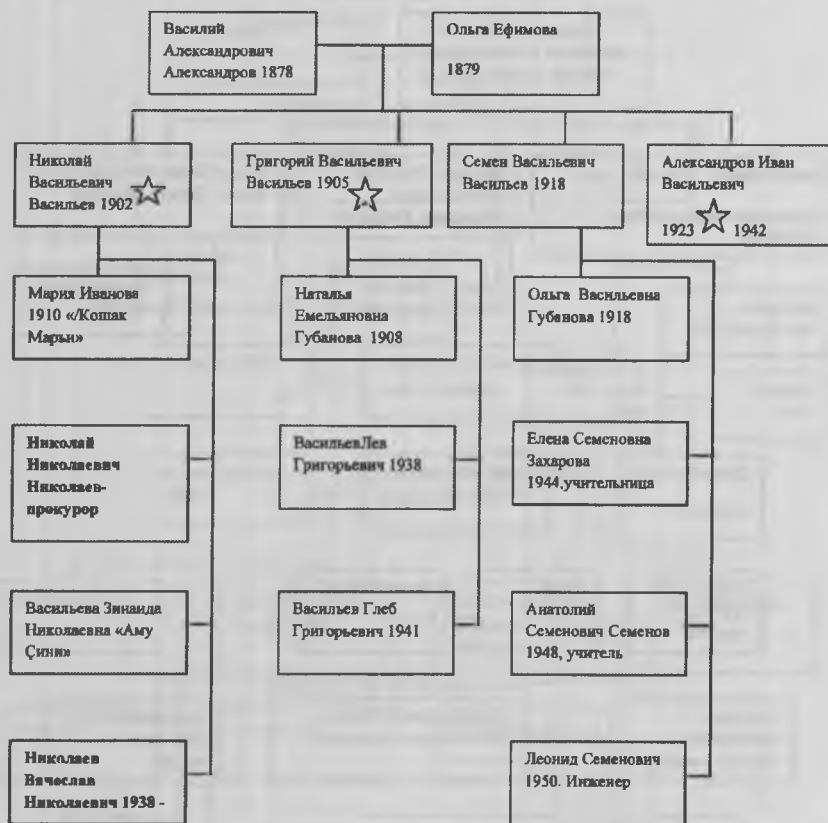 Василий
Александрович
Александров 1878
Ольга Ефимова
1879
Николай
Васильевич
Васильев 1902
Григорий Васильевич
Васильев 1905
Семен Васильевич
Васильев 1918
Александров Иван
Васильевич
1923 1942
Мария Иванова
1910 «/Кошак
Марьи»
Наталья
Емельяновна
Губанова 1908
Ольга Васильевна
Губанова 1918
Николай
Николаевич
Николаев-
прокурор
ВасильевЛев
Григорьевич 1938
Елена Семеновна
Захарова
1944,учительница
Васильева Зинаида
Николаевна «Аму
Çини»
Васильев Глеб
Григорьевич 1941
Анатолий
Семенович Семенов
1948, учитель
Николаев
Вячеслав
Николаевич 1938 -
Леонид Семенович
1950. Инженер